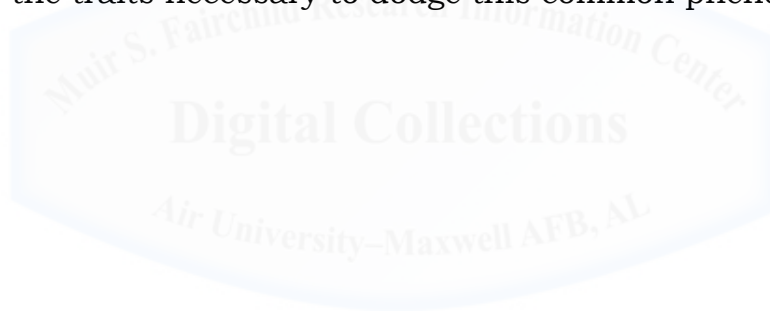 the traits necessary to dodge this common phen
Muir S. Fairchild Research Information Center
Digital Collections
Air University–Maxwell AFB, AL